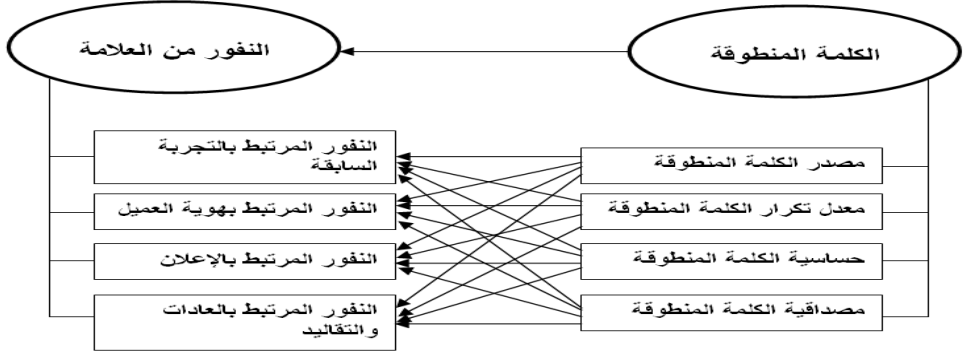 الكلمة المنطوقة
النفور من العلامة
مصدر الكلمة المنطوقة
معدل تكرار الكلمة المنطوقة
حساسية الكلمة المنطوقة
مصداقية الكلمة المنطوقة
النفور المرتبط بالتجربة
السابقة
النفور المرتبط بهوية العميل
النفور المرتبط بالإعلان
النفور المرتبط بالعادات
والتقاليد